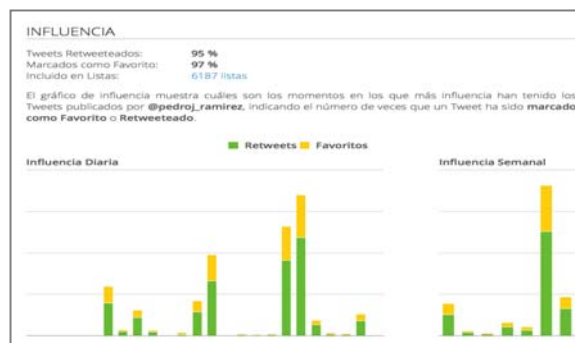 INFLUENCIA
Tweets Retweeteados: 95 %
Marcados como Favorito: 97 %
Incluido en Listas: 6187 listas
El gráfico de influencia muestra cuáles son los momentos en los que más influencia han tenido los
Tweets publicados por @pedroj_ramirez, indicando el número de veces que un Tweet ha sido marcado
como Favorito o Retweeteado.
Retweets Favoritos
Influencia Diaria
Influencia Semanal